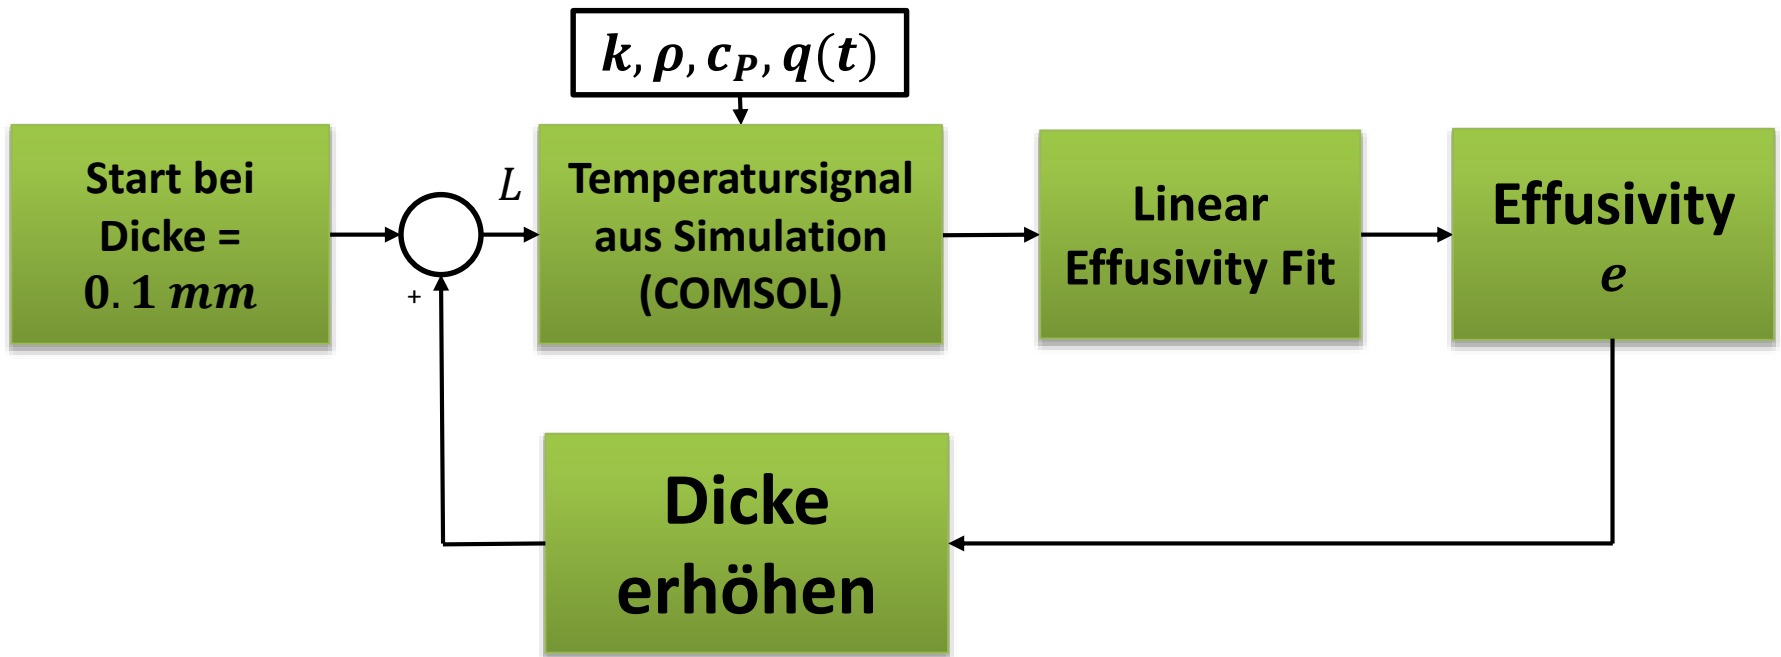 k, ρ, c_P, q(t)
Start bei
Dicke =
0.1 mm
L
Temperatursignal
aus Simulation
(COMSOL)
Linear
Effusivity Fit
Effusivity
e
+
Dicke
erhöhen